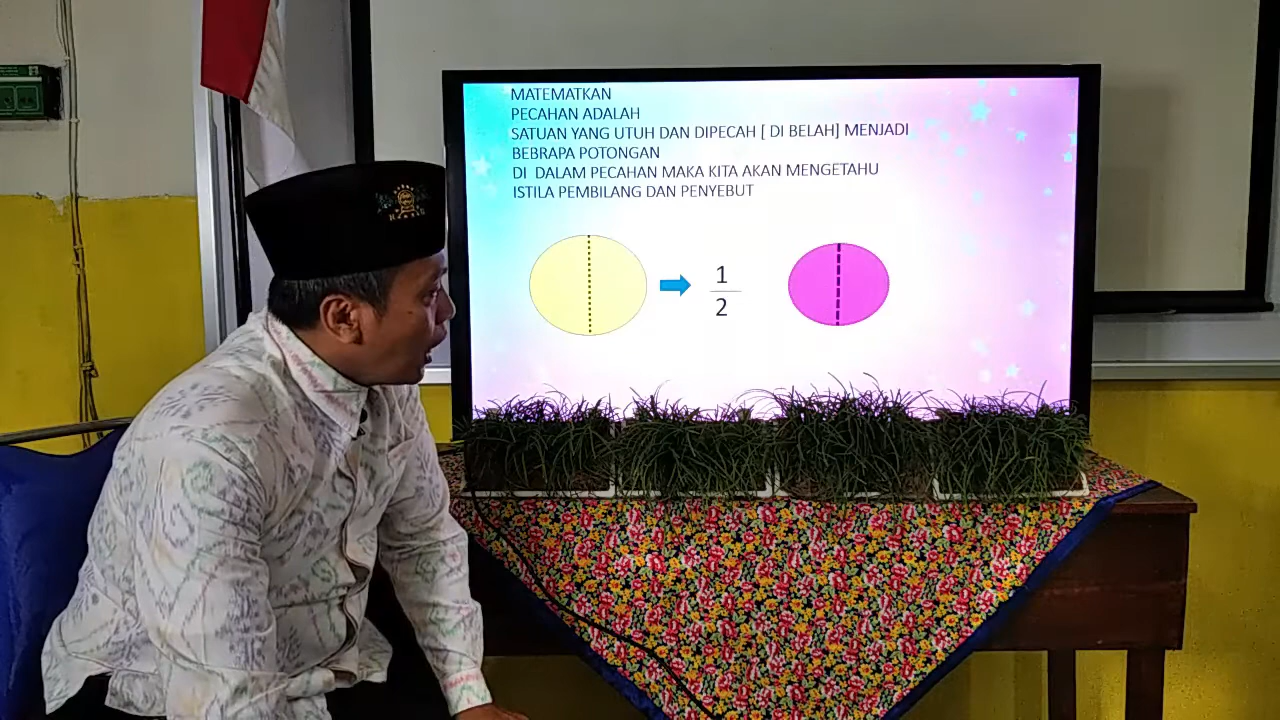 MATEMATKAN
PECAHAN ADALAH
SATUAN YANG UTUH DAN DIPECAH [ DI BELAH] MENJADI
BEBRAPA POTONGAN
DI  DALAM PECAHAN MAKA KITA AKAN MENGETAHU
ISTILA PEMBILANG DAN PENYEBUT
1
2